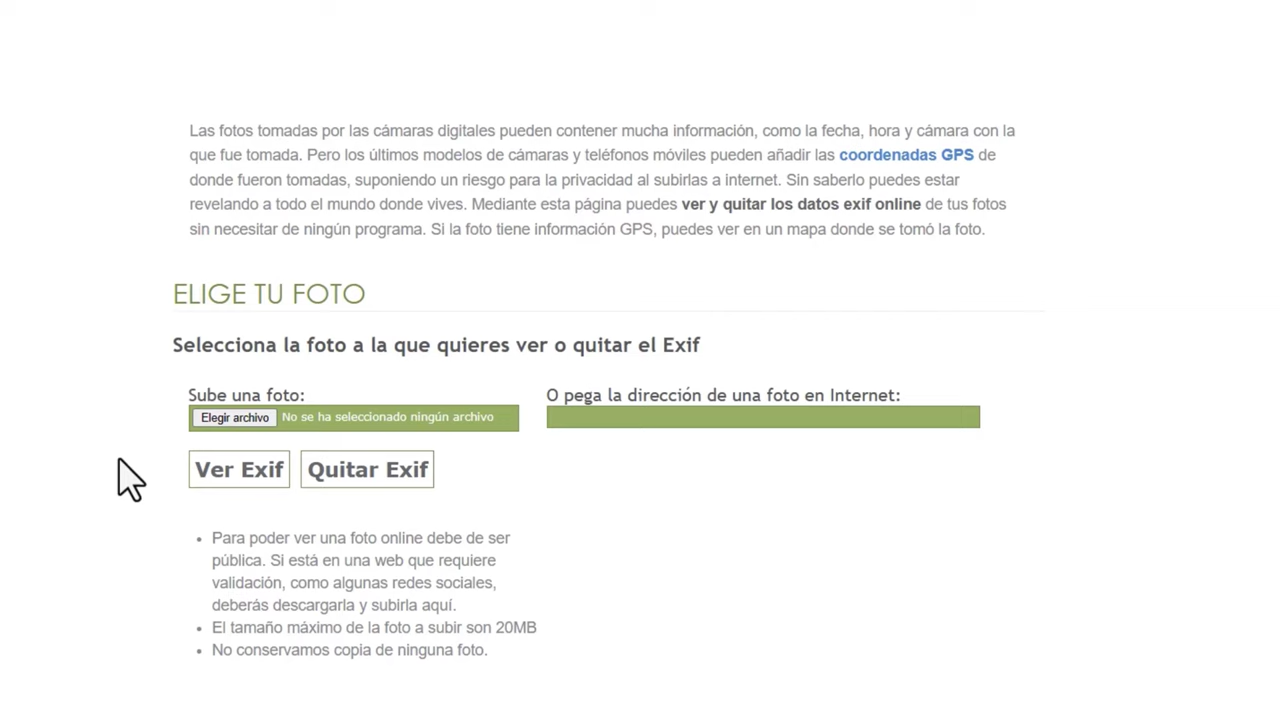 Las fotos tomadas por las cámaras digitales pueden contener mucha información, como la fecha, hora y cámara con la
que fue tomada. Pero los últimos modelos de cámaras y teléfonos móviles pueden añadir las coordenadas GPS de
donde fueron tomadas, suponiendo un riesgo para la privacidad al subirlas a internet. Sin saberlo puedes estar
revelando a todo el mundo donde vives. Mediante esta página puedes ver y quitar los datos exif online de tus fotos
sin necesitar de ningún programa. Si la foto tiene información GPS, puedes ver en un mapa donde se tomó la foto.
ELIGE TU FOTO
Selecciona la foto a la que quieres ver o quitar el Exif
Sube una foto:
Elegir archivo No se ha seleccionado ningún archivo
O pega la dirección de una foto en Internet:
Ver Exif Quitar Exif
• Para poder ver una foto online debe de ser
pública. Si está en una web que requiere
validación, como algunas redes sociales,
deberás descargarla y subirla aquí.
• El tamaño máximo de la foto a subir son 20MB
• No conservamos copia de ninguna foto.